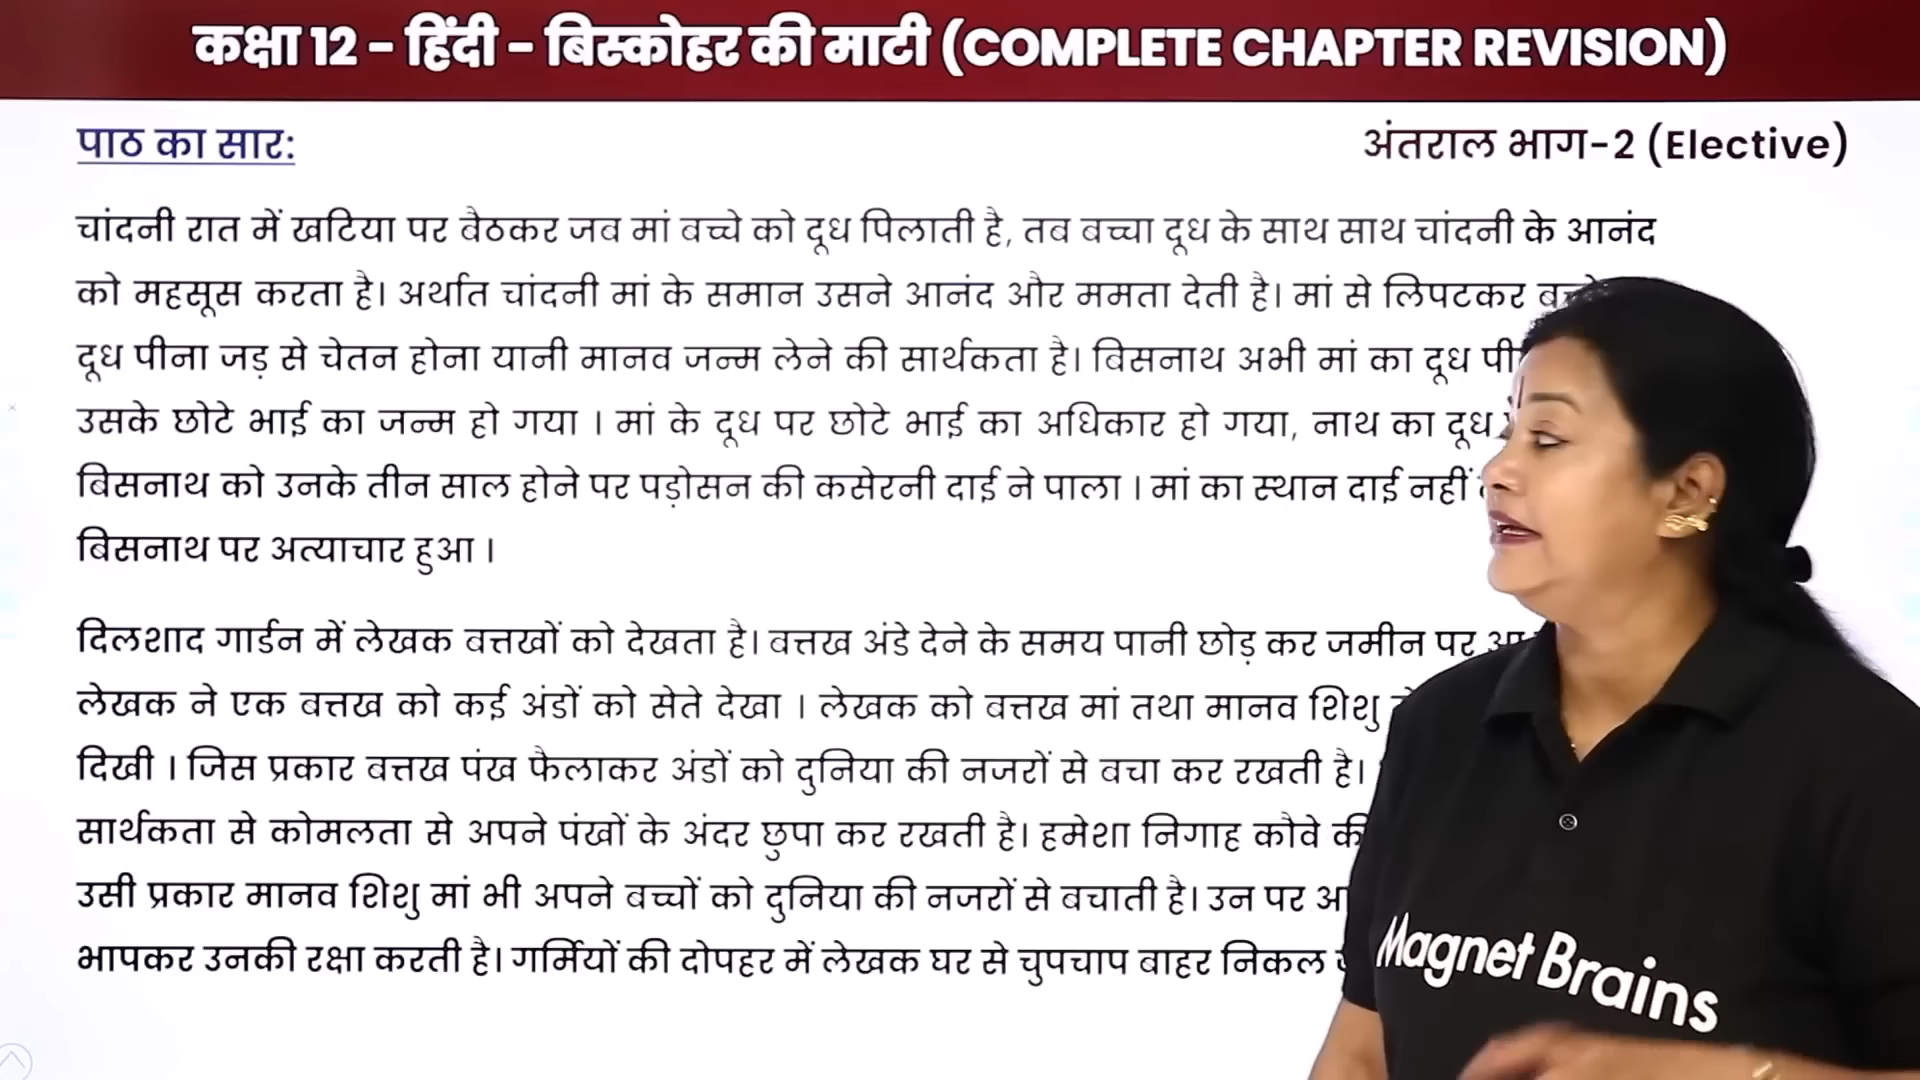 कक्षा 12 – हिंदी – बिस्कोहर की माटी (COMPLETE CHAPTER REVISION)
पाठ का सार:
अंतराल भाग-2 (Elective)
चांदनी रात में खटिया पर बैठकर जब मां बच्चे को दूध पिलाती है, तब बच्चा दूध के साथ साथ चांदनी के आनंद
को महसूस करता है। अर्थात चांदनी मां के समान उसने आनंद और ममता देती है। मां से लिपटकर
दूध पीना जड़ से चेतन होना यानी मानव जन्म लेने की सार्थकता है। बिसनाथ अभी मां का दूध
उसके छोटे भाई का जन्म हो गया । मां के दूध पर छोटे भाई का अधिकार हो गया, नाथ का दूध
बिसनाथ को उनके तीन साल होने पर पड़ोसन की कसेरनी दाई ने पाला । मां का स्थान दाई नहीं
बिसनाथ पर अत्याचार हुआ ।
दिलशाद गार्डन में लेखक बत्तखों को देखता है। बत्तख अंडे देने के समय पानी छोड़ कर जमीन पर
लेखक ने एक बत्तख को कई अंडों को सेते देखा । लेखक को बत्तख मां तथा मानव शिशु
दिखी । जिस प्रकार बत्तख पंख फैलाकर अंडों को दुनिया की नजरों से बचा कर रखती है।
सार्थकता से कोमलता से अपने पंखों के अंदर छुपा कर रखती है। हमेशा निगाह कौवे की
उसी प्रकार मानव शिशु मां भी अपने बच्चों को दुनिया की नजरों से बचाती है। उन पर
भापकर उनकी रक्षा करती है। गर्मियों की दोपहर में लेखक घर से चुपचाप बाहर निकल
Magnet Brains